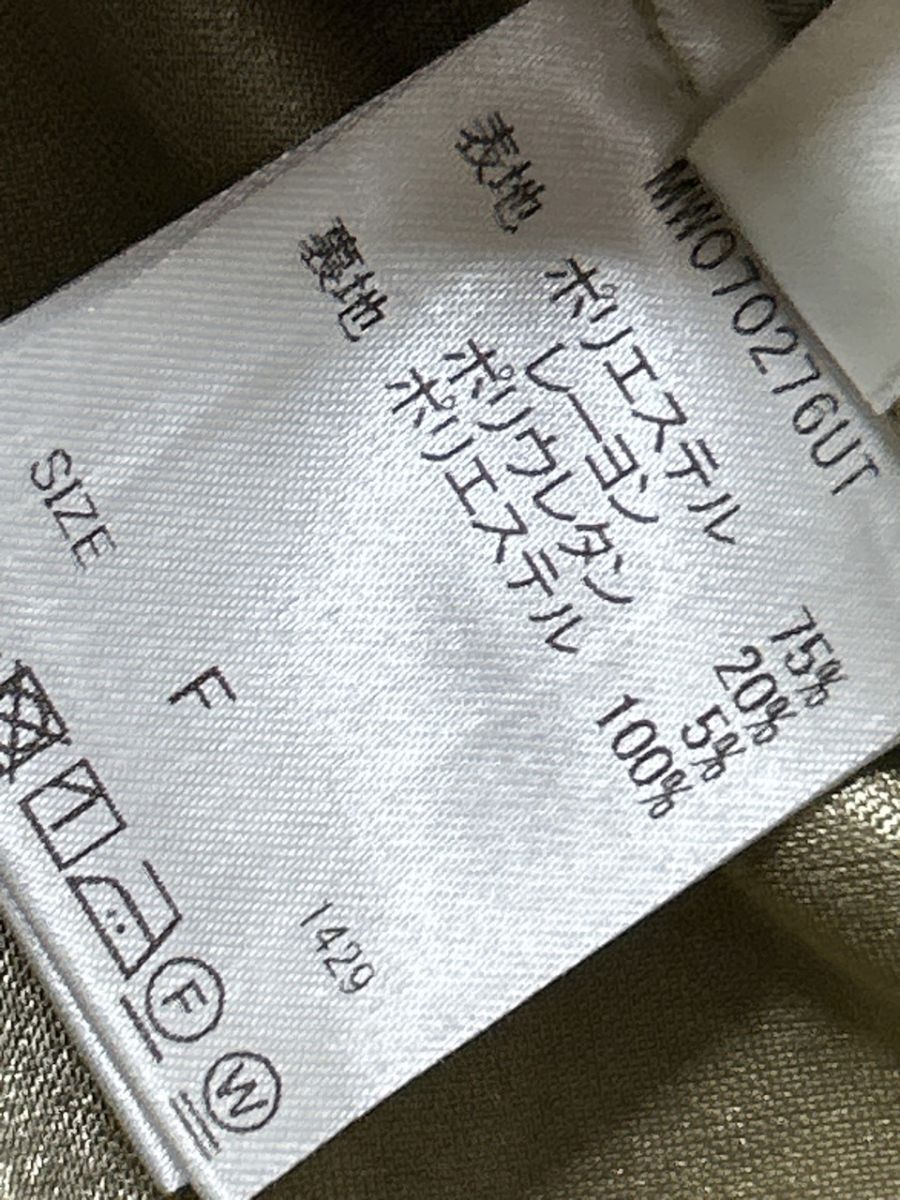 MW070276UT
表地
ポリエステル 75%
レーヨン 20%
ポリウレタン 5%
裏地
ポリエステル 100%
SIZE
F
1429
F
W